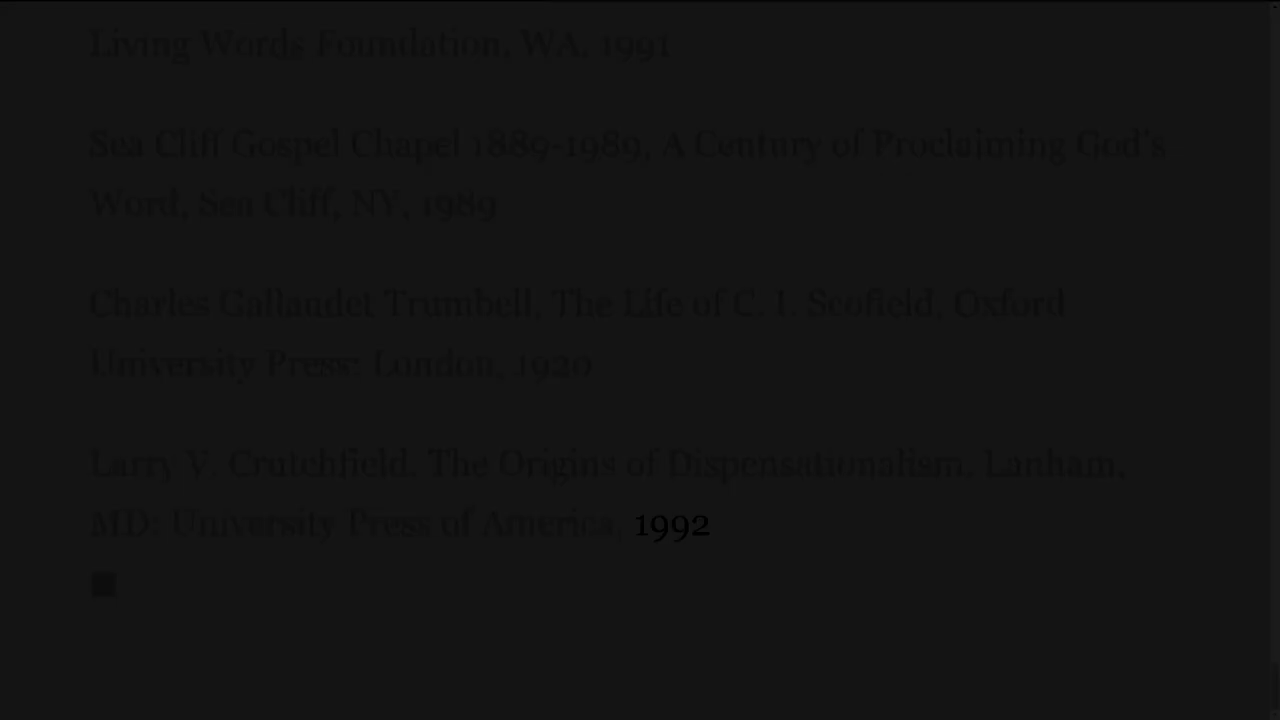 Living Words Foundation, WA, 1991
Sea Cliff Gospel Chapel 1889-1989, A Century of Proclaiming God's
Word, Sea Cliff, NY, 1989
Charles Gallaudet Trumbell, The Life of C. I. Scofield, Oxford
University Press: London, 1920
Larry V. Crutchfield. The Origins of Dispensationalism, Lanham,
MD: University Press of America, 1992